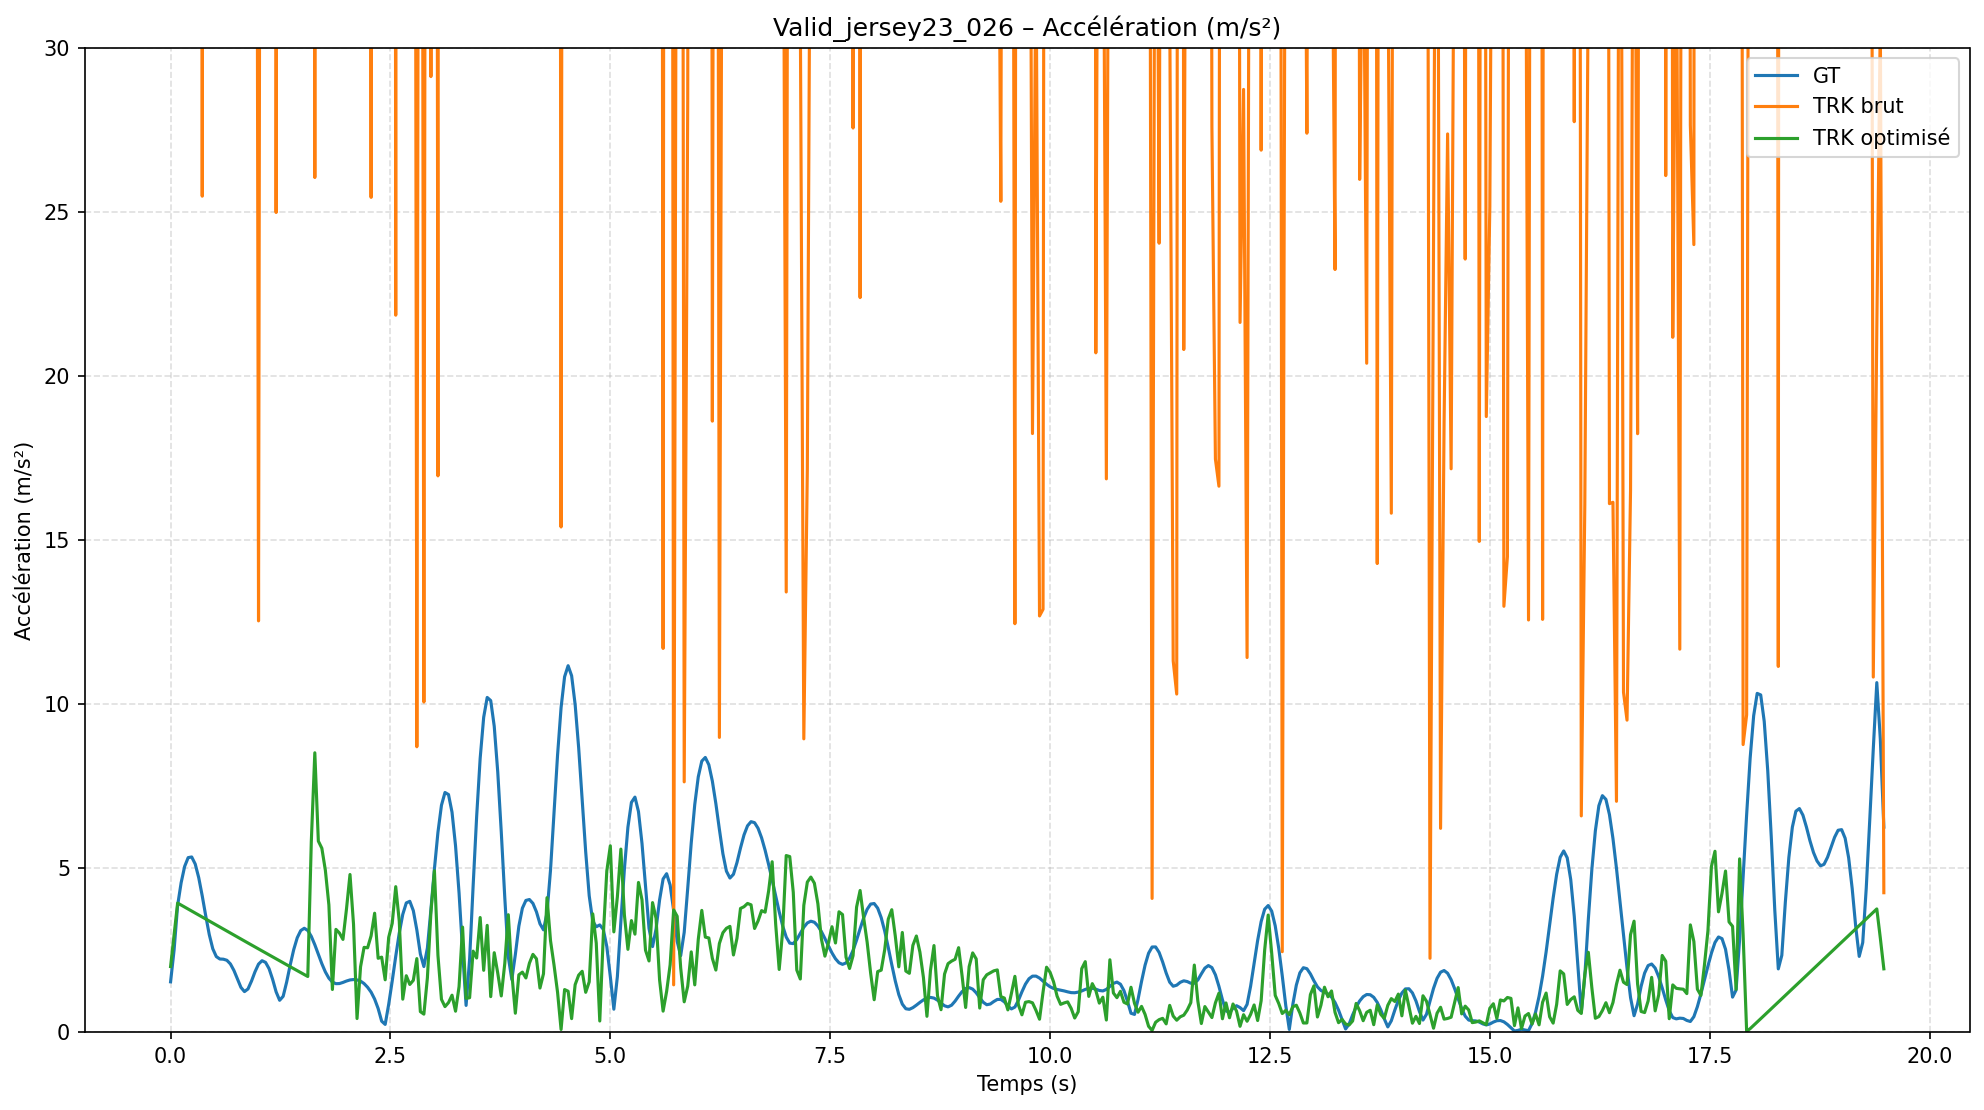 Valid_jersey23_026 – Accélération (m/s²)
30
25
20
15
10
5
0
Accélération (m/s²)
GT
TRK brut
TRK optimisé
0.0 2.5 5.0 7.5 10.0 12.5 15.0 17.5 20.0
Temps (s)